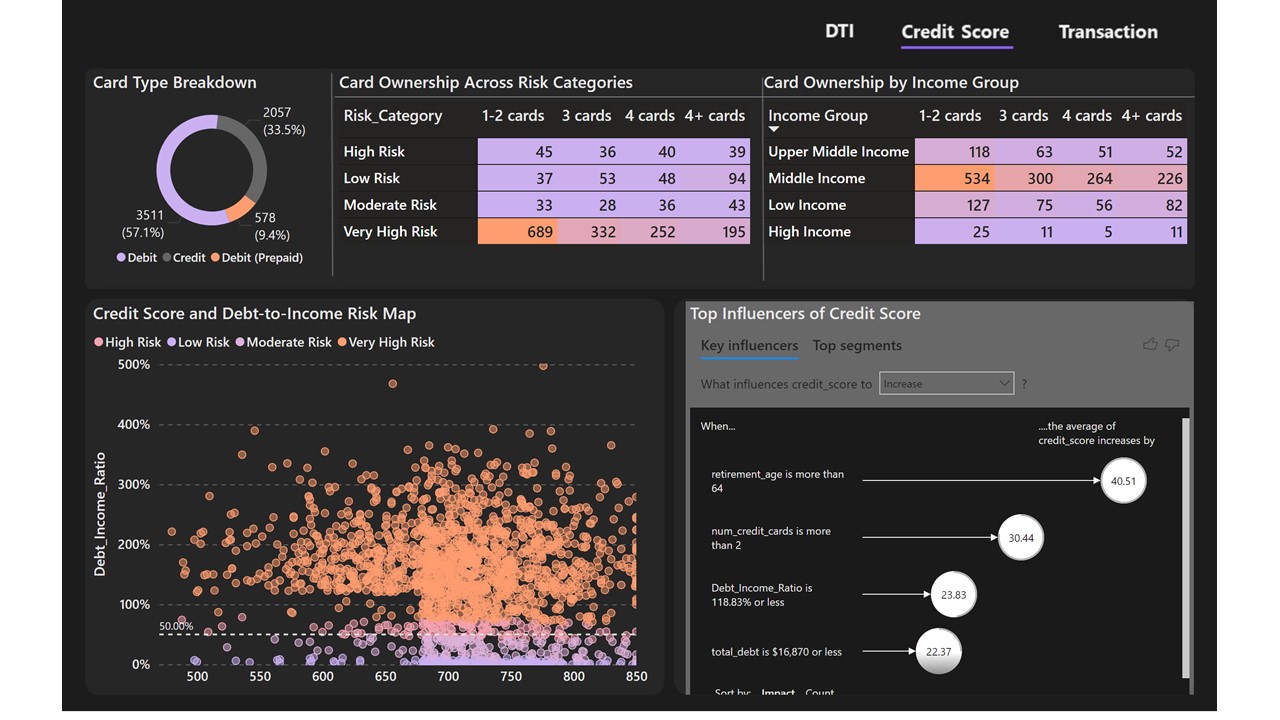 DTI Credit Score Transaction
Card Type Breakdown
2057
(33.5%)
3511
(57.1%)
578
(9.4%)
Debit Credit Debit (Prepaid)
Card Ownership Across Risk Categories
Risk_Category 1-2 cards 3 cards 4 cards 4+ cards
High Risk 45 36 40 39
Low Risk 37 53 48 94
Moderate Risk 33 28 36 43
Very High Risk 689 332 252 195
Card Ownership by Income Group
Income Group 1-2 cards 3 cards 4 cards 4+ cards
Upper Middle Income 118 63 51 52
Middle Income 534 300 264 226
Low Income 127 75 56 82
High Income 25 11 5 11
Credit Score and Debt-to-Income Risk Map
High Risk Low Risk Moderate Risk Very High Risk
Debt_Income_Ratio
500%
400%
300%
200%
100%
50.00%
0%
500 550 600 650 700 750 800 850
Top Influencers of Credit Score
Key influencers Top segments
What influences credit_score to Increase ?
When...
....the average of
credit_score increases by
retirement_age is more than
64
40.51
num_credit_cards is more
than 2
30.44
Debt_Income_Ratio is
118.83% or less
23.83
total_debt is $16,870 or less
22.37
Sort by: Impact Count